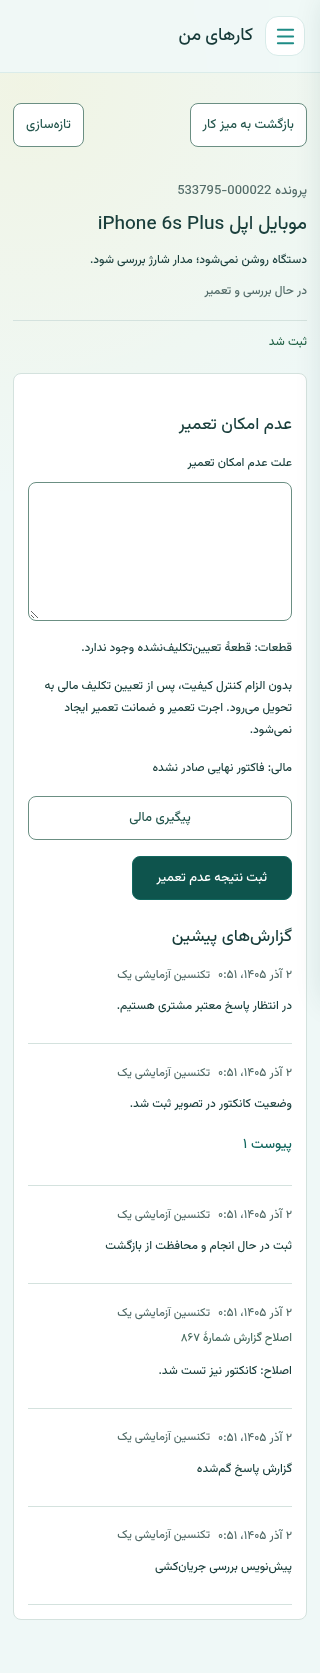 کارهای من
بازگشت به میز کار
تازه‌سازی
پرونده 000022-533795
موبایل اپل iPhone 6s Plus
دستگاه روشن نمی‌شود؛ مدار شارژ بررسی شود.
در حال بررسی و تعمیر
ثبت شد
عدم امکان تعمیر
علت عدم امکان تعمیر
قطعات: قطعهٔ تعیین‌تکلیف‌نشده وجود ندارد.
بدون الزام کنترل کیفیت، پس از تعیین تکلیف مالی به
تحویل می‌رود. اجرت تعمیر و ضمانت تعمیر ایجاد
نمی‌شود.
مالی: فاکتور نهایی صادر نشده
پیگیری مالی
ثبت نتیجه عدم تعمیر
گزارش‌های پیشین
۲ آذر ۱۴۰۵، ۰:۵۱ تکنسین آزمایشی یک
در انتظار پاسخ معتبر مشتری هستیم.
۲ آذر ۱۴۰۵، ۰:۵۱ تکنسین آزمایشی یک
وضعیت کانکتور در تصویر ثبت شد.
پیوست ۱
۲ آذر ۱۴۰۵، ۰:۵۱ تکنسین آزمایشی یک
ثبت در حال انجام و محافظت از بازگشت
۲ آذر ۱۴۰۵، ۰:۵۱ تکنسین آزمایشی یک
اصلاح گزارش شمارهٔ ۸۶۷
اصلاح: کانکتور نیز تست شد.
۲ آذر ۱۴۰۵، ۰:۵۱ تکنسین آزمایشی یک
گزارش پاسخ گم‌شده
۲ آذر ۱۴۰۵، ۰:۵۱ تکنسین آزمایشی یک
پیش‌نویس بررسی جریان‌کشی